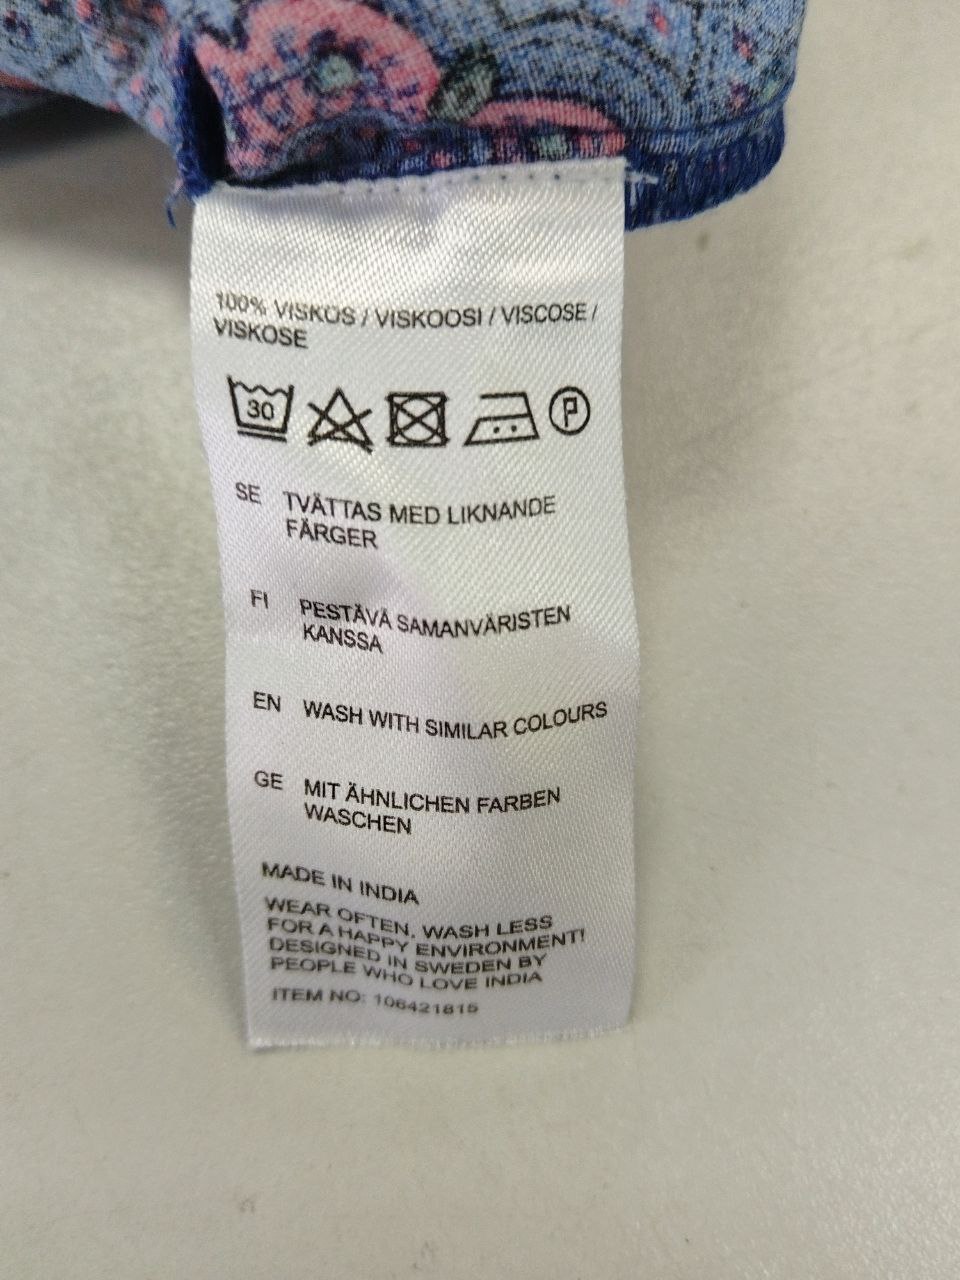 100% VISKOS / VISKOOSI / VISCOSE /
VISKOSE
30
P
SE TVÄTTAS MED LIKNANDE
FÄRGER
FI PESTÄVÄ SAMANVÄRISTEN
KANSSA
EN WASH WITH SIMILAR COLOURS
GE MIT ÄHNLICHEN FARBEN
WASCHEN
MADE IN INDIA
WEAR OFTEN, WASH LESS
FOR A HAPPY ENVIRONMENT!
DESIGNED IN SWEDEN BY
PEOPLE WHO LOVE INDIA
ITEM NO: 106421815